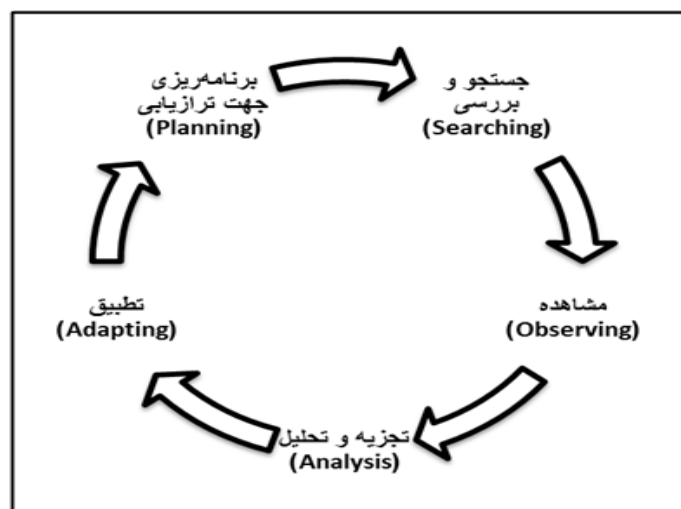 برنامه‌ریزی
جهت ترازیابی
(Planning)
جستجو و
بررسی
(Searching)
مشاهده
(Observing)
تجزیه و تحلیل
(Analysis)
تطبیق
(Adapting)